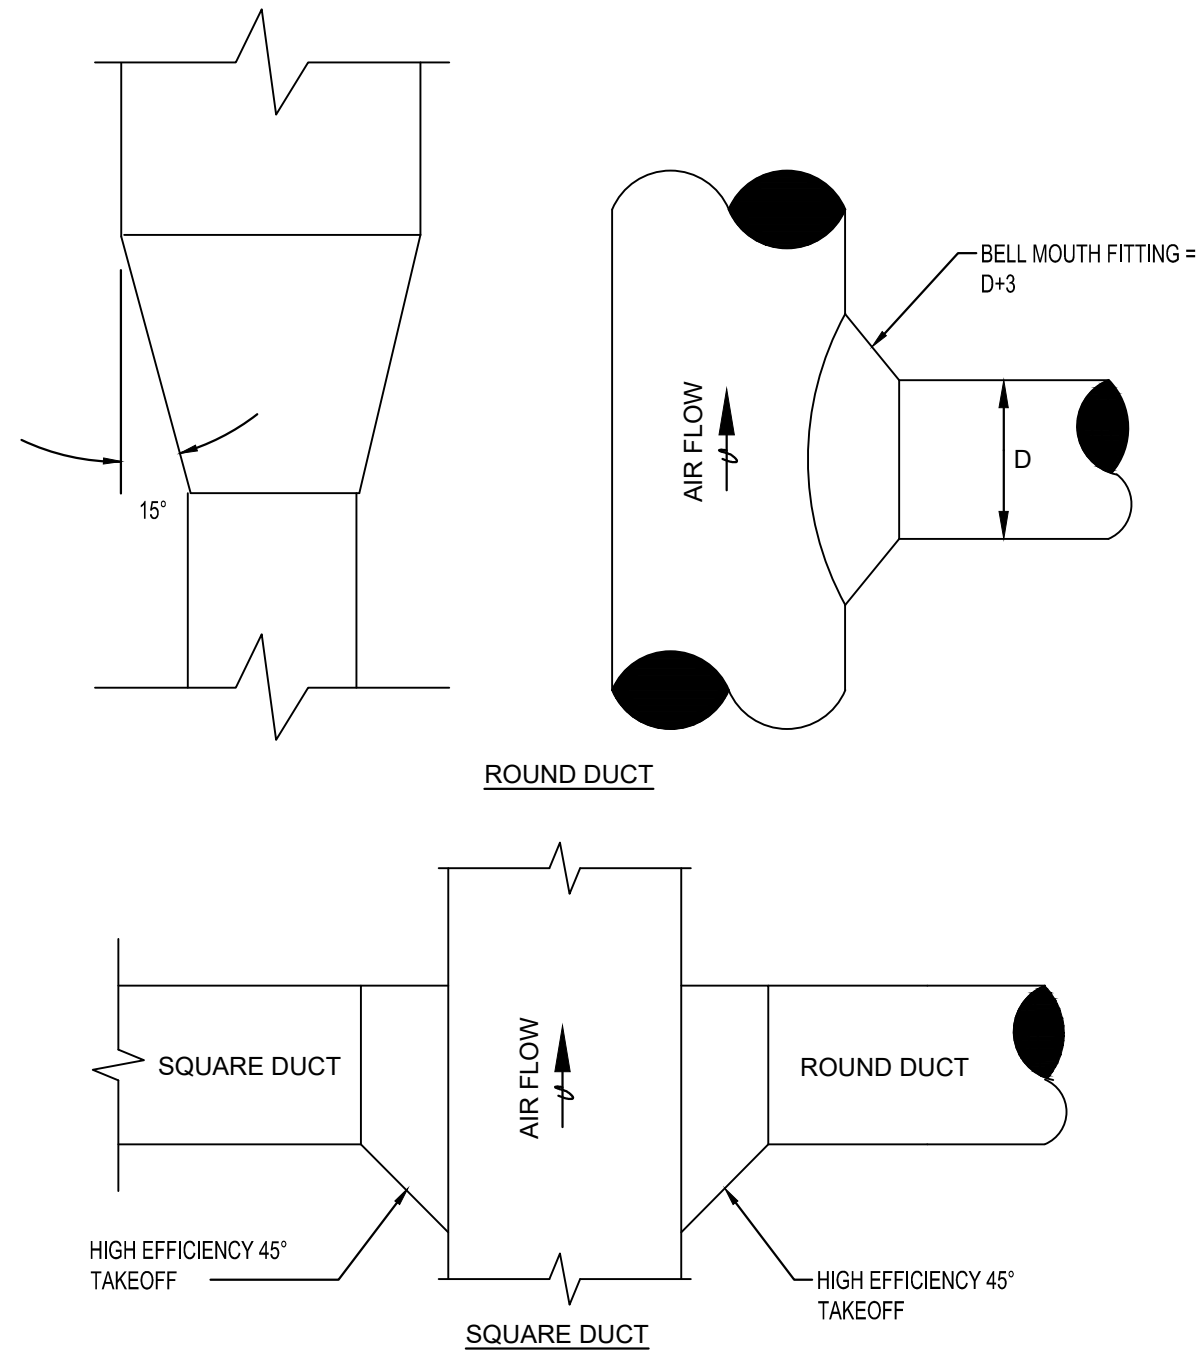 BELL MOUTH FITTING =
D+3
AIR FLOW
D
15°
ROUND DUCT
SQUARE DUCT
AIR FLOW
ROUND DUCT
HIGH EFFICIENCY 45°
TAKEOFF
HIGH EFFICIENCY 45°
TAKEOFF
SQUARE DUCT